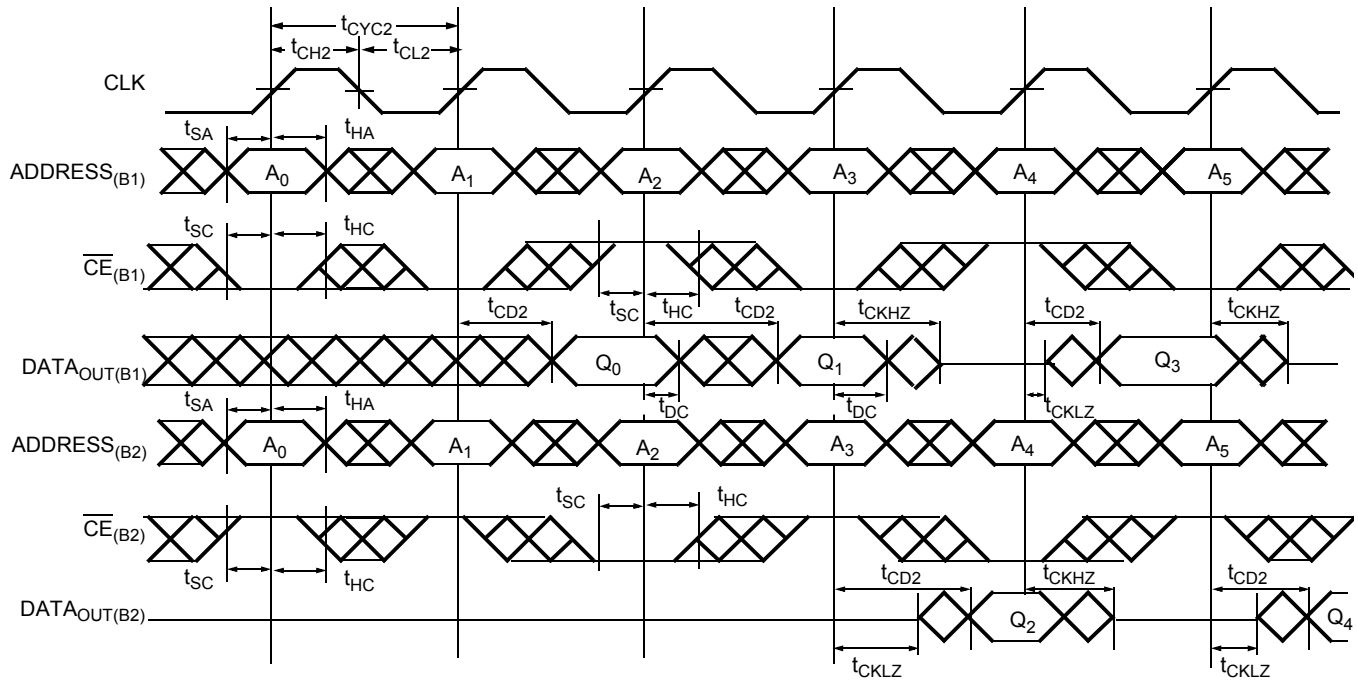 tCYC2
tCH2 tCL2
CLK
tSA tHA
ADDRESS(B1) A0 A1 A2 A3 A4 A5
tSC tHC
CE(B1)
tSC tHC
tCD2 tCD2 tCKHZ tCD2 tCKHZ
DATAOUT(B1) Q0 Q1 Q3
tDC tDC tCKLZ
tSA tHA
ADDRESS(B2) A0 A1 A2 A3 A4 A5
tSC tHC
CE(B2)
tSC tHC
tCD2 tCKHZ tCD2
DATAOUT(B2) Q2 Q4
tCKLZ tCKLZ